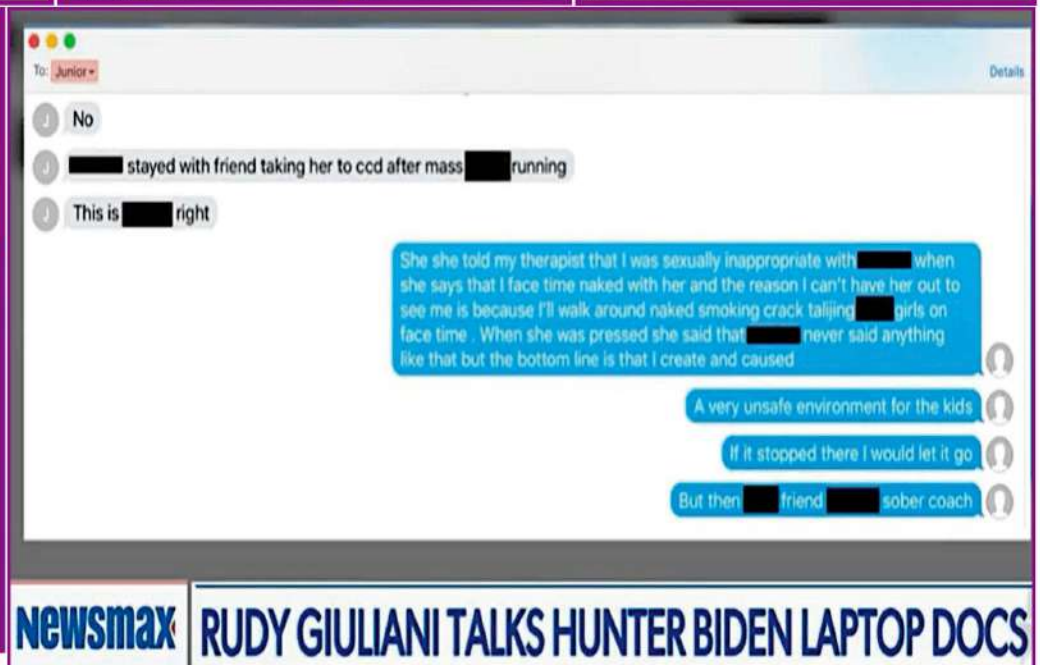 To: Junior
Details
J No
J stayed with friend taking her to ccd after mass running
J This is right
She she told my therapist that I was sexually inappropriate with when
she says that I face time naked with her and the reason I can't have her out to
see me is because I'll walk around naked smoking crack talijing girls on
face time . When she was pressed she said that never said anything
like that but the bottom line is that I create and caused
A very unsafe environment for the kids
If it stopped there I would let it go
But then friend sober coach
Newsmax
RUDY GIULIANI TALKS HUNTER BIDEN LAPTOP DOCS